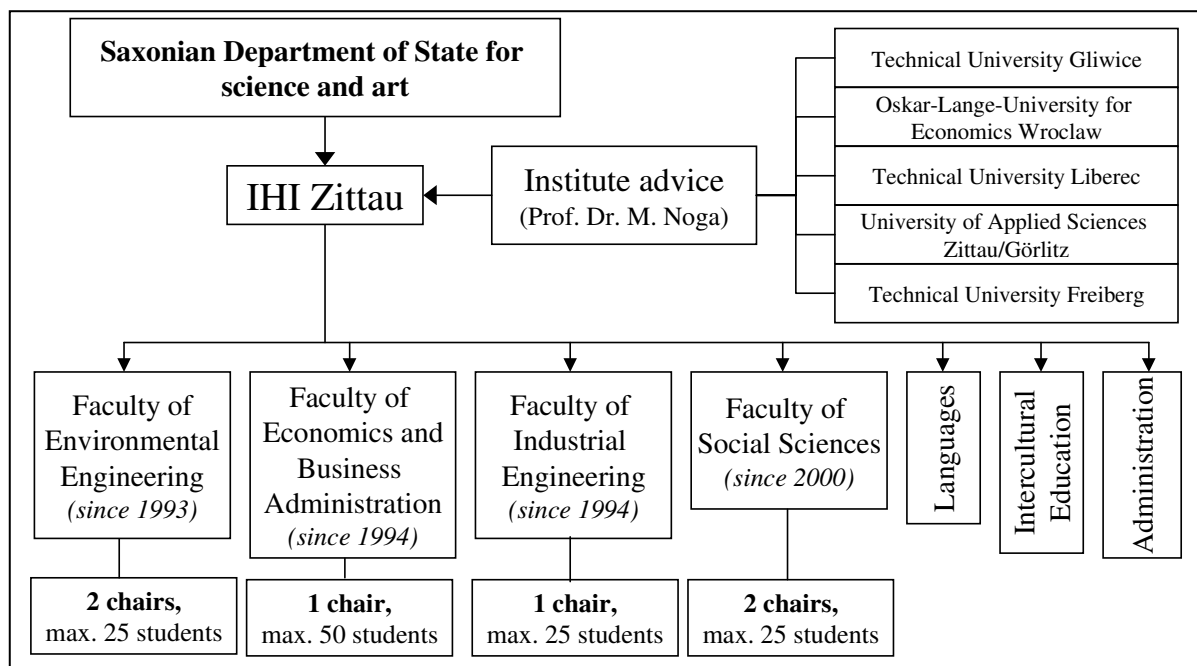 Saxonian Department of State for
science and art
Technical University Gliwice
Oskar-Lange-University for
Economics Wroclaw
Technical University Liberec
University of Applied Sciences
Zittau/Görlitz
Technical University Freiberg
IHI Zittau
Institute advice
(Prof. Dr. M. Noga)
Faculty of
Environmental
Engineering
(since 1993)
Faculty of
Economics and
Business
Administration
(since 1994)
Faculty of
Industrial
Engineering
(since 1994)
Faculty of
Social Sciences
(since 2000)
Languages
Intercultural
Education
Administration
2 chairs,
max. 25 students
1 chair,
max. 50 students
1 chair,
max. 25 students
2 chairs,
max. 25 students